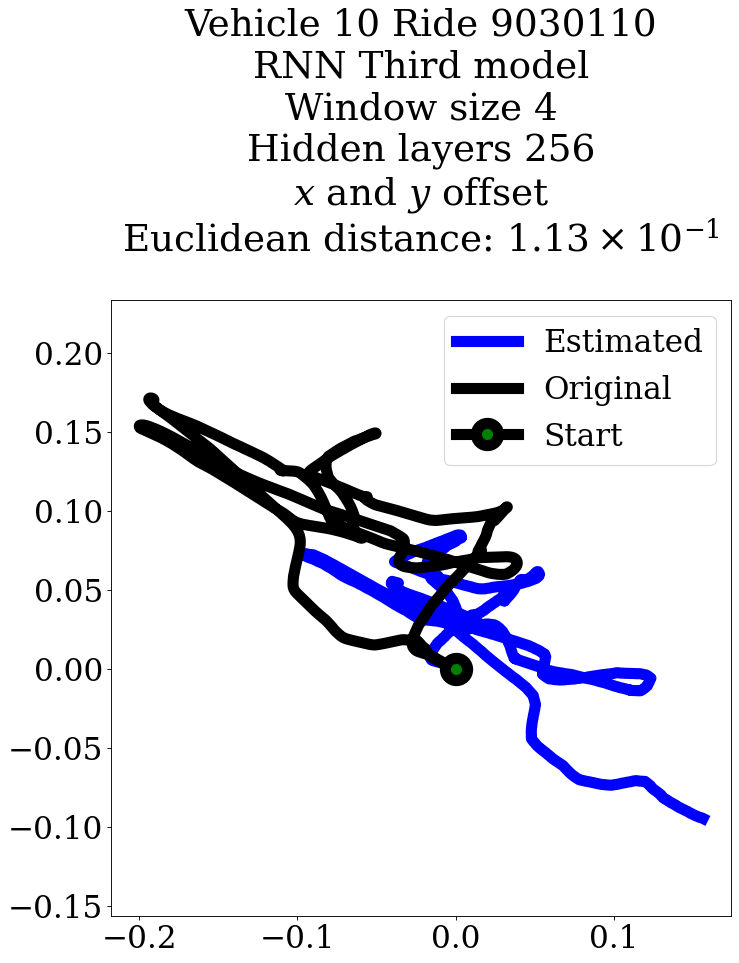 Vehicle 10 Ride 9030110
RNN Third model
Window size 4
Hidden layers 256
x and y offset
Euclidean distance: 1.13 × 10⁻¹
Estimated
Original
Start
0.20
0.15
0.10
0.05
0.00
−0.05
−0.10
−0.15
−0.2
−0.1
0.0
0.1